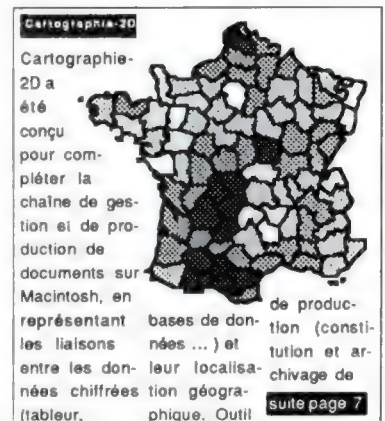 Cartographie-2D
Cartographie-
2D a
été
conçu
pour com-
pléter la
chaîne de ges-
tion et de pro-
duction de
documents sur
Macintosh, en
représentant
les liaisons
entre les don-
nées chiffrées
(tableur,
bases de don-
nées ... ) et
leur localisa-
tion géogra-
phique. Outil
de produc-
tion (consti-
tution et ar-
chivage de
suite page 7